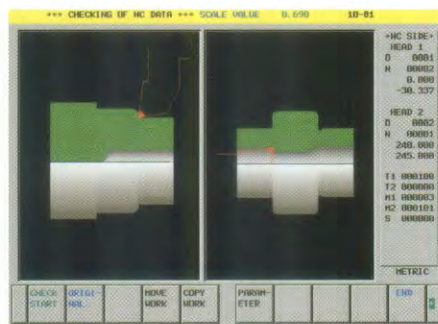 *** CHECKING OF NC DATA *** SCALE VALUE 0.690 10-01
+NC SIDE+
HEAD 1
O 0001
N 00002
0.000
-30.337
HEAD 2
O 0002
N 00001
240.000
245.000
T1 000100
T2 000000
M1 000003
M2 000101
S 000000
METRIC
CHECK START
ORIGI-NAL
MOVE WORK
COPY WORK
PARAM-ETER
END